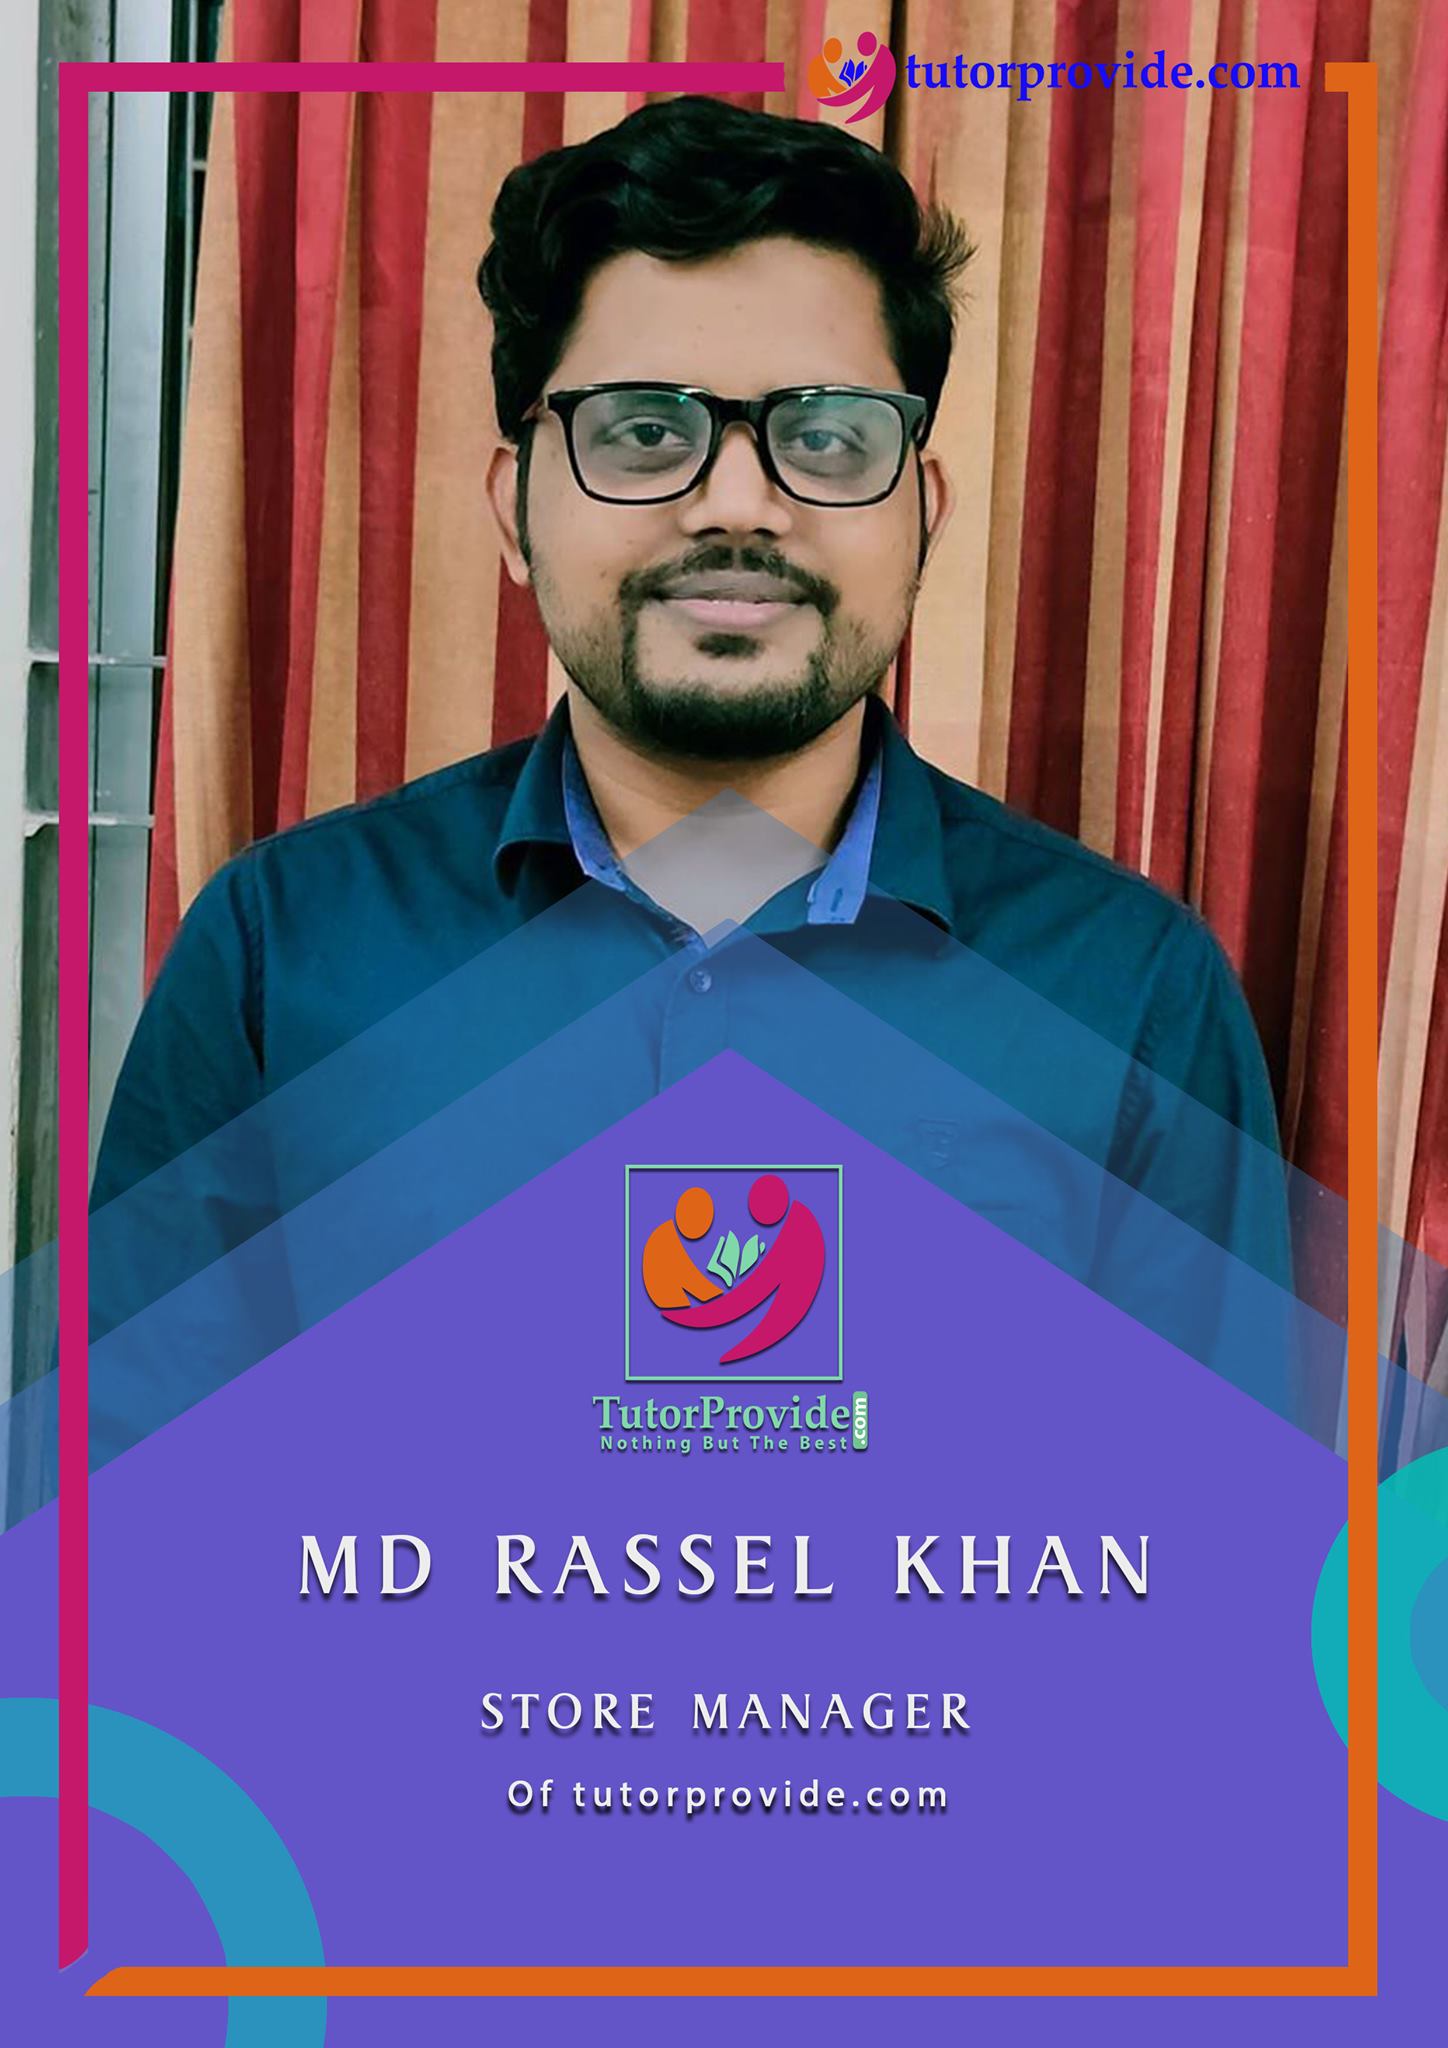 tutorprovide.com
TutorProvide.com
Nothing But The Best
MD RASSEL KHAN
STORE MANAGER
Of tutorprovide.com